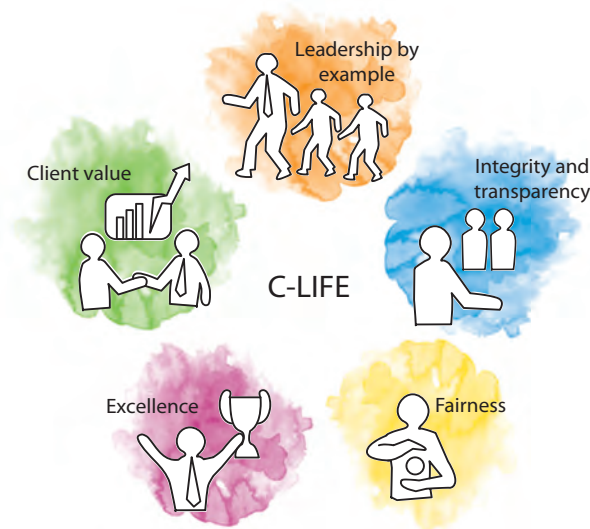 Leadership by
example
Client value
Integrity and
transparency
C-LIFE
Excellence
Fairness